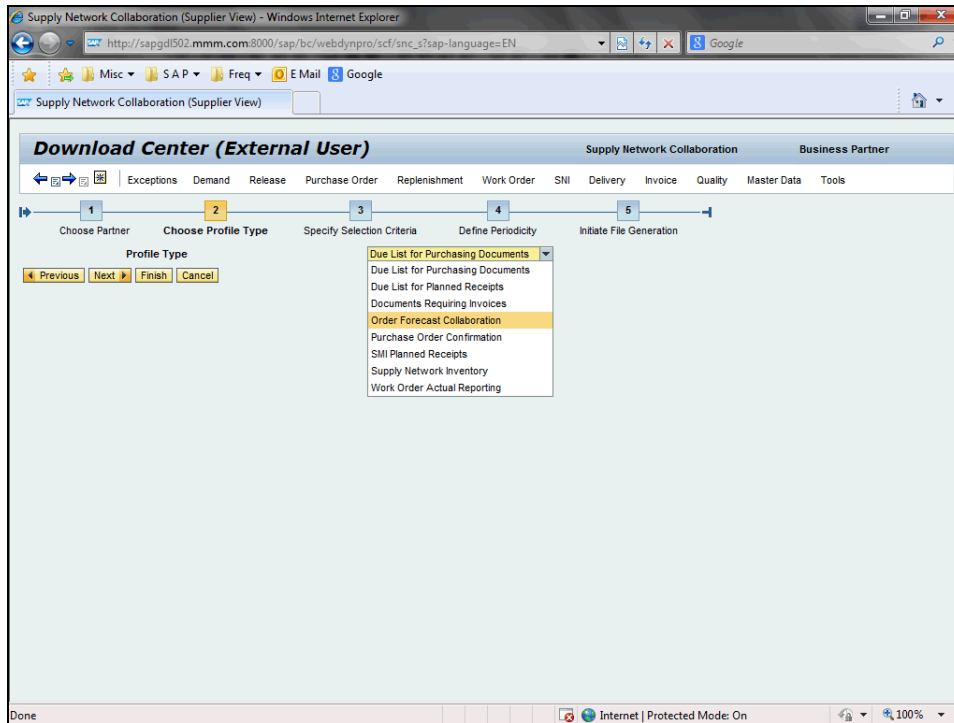 Supply Network Collaboration (Supplier View) - Windows Internet Explorer
http://sapgdl502.mmm.com:8000/sap/bc/webdynpro/scf/snc_s?sap-language=EN
Google
Misc S A P Freq E Mail Google
Supply Network Collaboration (Supplier View)
Download Center (External User) Supply Network Collaboration Business Partner
Exceptions Demand Release Purchase Order Replenishment Work Order SNI Delivery Invoice Quality Master Data Tools
1 2 3 4 5
Choose Partner Choose Profile Type Specify Selection Criteria Define Periodicity Initiate File Generation
Profile Type Due List for Purchasing Documents
Previous Next Finish Cancel
Due List for Purchasing Documents
Due List for Planned Receipts
Documents Requiring Invoices
Order Forecast Collaboration
Purchase Order Confirmation
SMI Planned Receipts
Supply Network Inventory
Work Order Actual Reporting
Done Internet | Protected Mode: On 100%